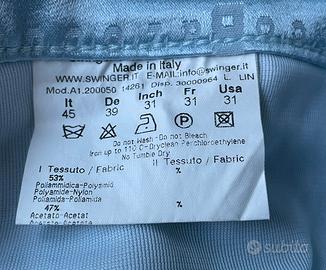 Made in Italy
WWW.SWINGER.IT - E-MAIL:info@swinger.it
Mod.A1.200050 14261 Disp. 30000964 L. LIN
It De Inch Fr Usa
45 39 31 31 31
Do not Wash - Do not Bleach
Iron up to 110 C - Dryclean Perchloroethylene
No Tumble Dry
I Tessuto / Fabric II Tessuto / Fabric
53% %
Poliammidica-Polyamid
Polyamide-Nylon
Poliamida-Poliamida
47% %
Acetato-Acetat
subito